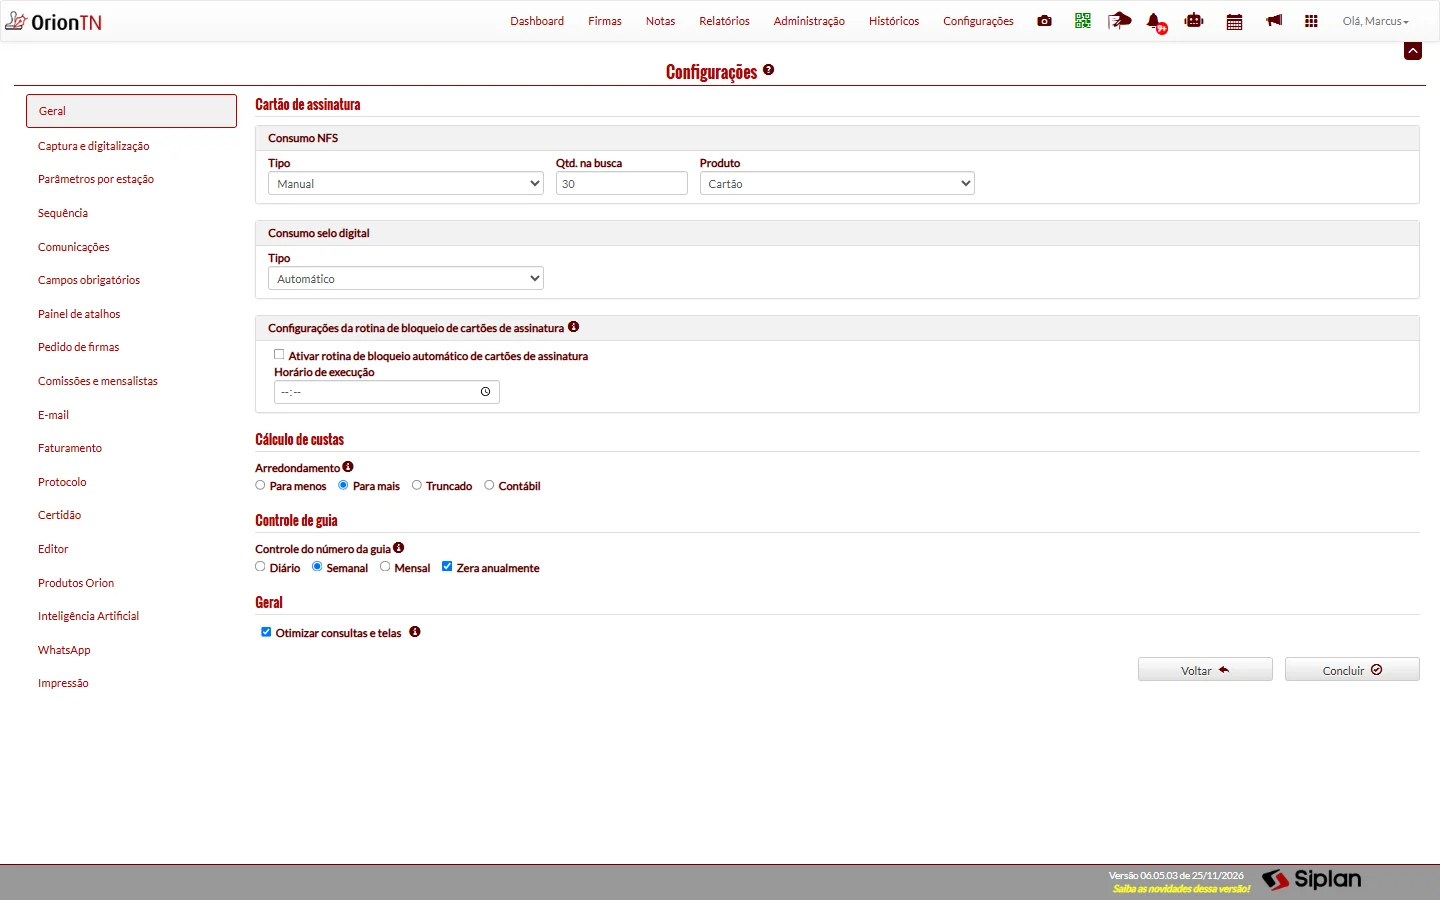 OrionTN
Dashboard Firmas Notas Relatórios Administração Históricos Configurações 9+ Olá, Marcus
Configurações
Geral
Captura e digitalização
Parâmetros por estação
Sequência
Comunicações
Campos obrigatórios
Painel de atalhos
Pedido de firmas
Comissões e mensalistas
E-mail
Faturamento
Protocolo
Certidão
Editor
Produtos Orion
Inteligência Artificial
WhatsApp
Impressão
Cartão de assinatura
Consumo NFS
Tipo Qtd. na busca Produto
Manual 30 Cartão
Consumo selo digital
Tipo
Automático
Configurações da rotina de bloqueio de cartões de assinatura
Ativar rotina de bloqueio automático de cartões de assinatura
Horário de execução
--:--
Cálculo de custas
Arredondamento
Para menos Para mais Truncado Contábil
Controle de guia
Controle do número da guia
Diário Semanal Mensal Zera anualmente
Geral
Otimizar consultas e telas
Voltar Concluir
Versão 06.05.03 de 25/11/2026
Saiba as novidades dessa versão!
Siplan